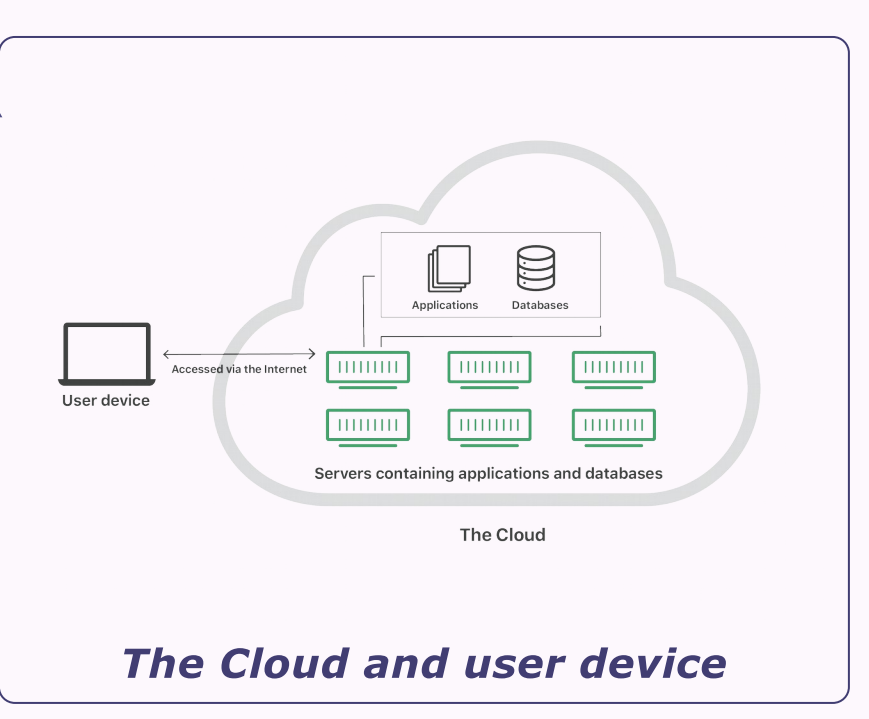 Applications
Databases
Accessed via the Internet
User device
Servers containing applications and databases
The Cloud
The Cloud and user device